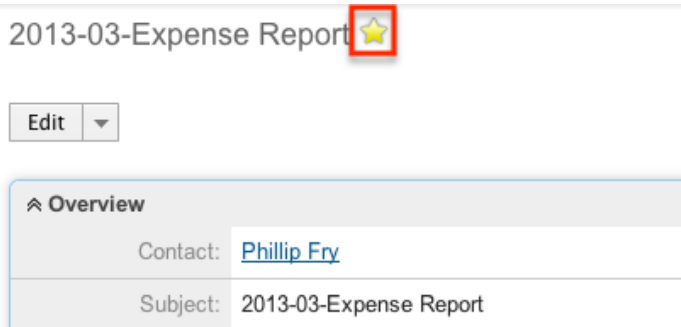 2013-03-Expense Report
Edit
Overview
Contact: Phillip Fry
Subject: 2013-03-Expense Report